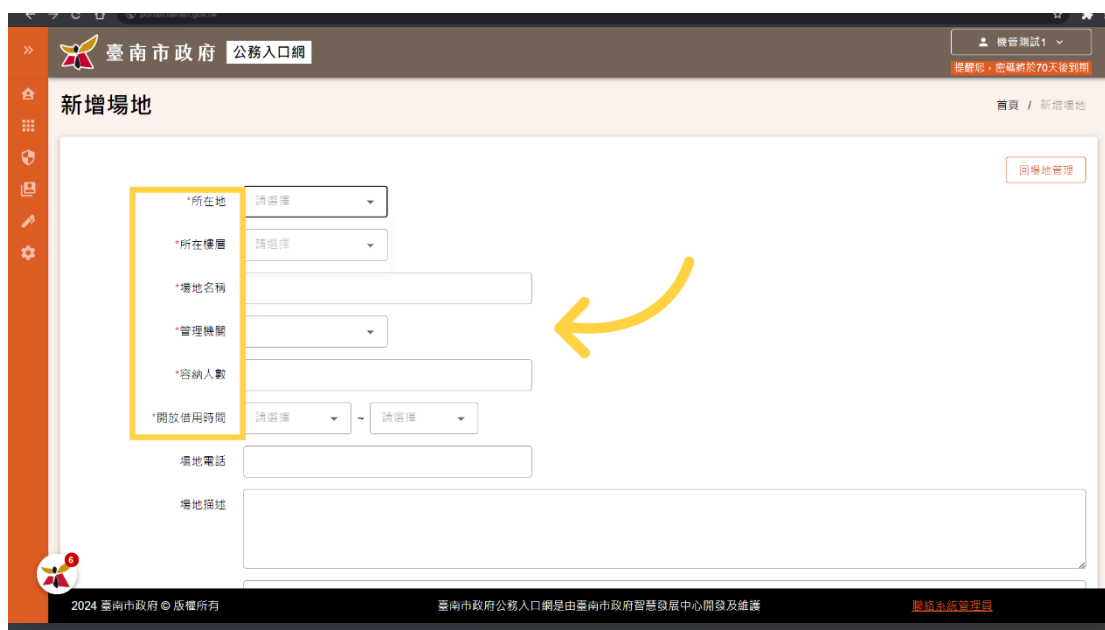 portal.tainan.gov.tw
臺南市政府 公務入口網
機管測試1
提醒您，密碼將於70天後到期
新增場地
首頁 / 新增場地
回場地管理
*所在地 請選擇
*所在樓層 請選擇
*場地名稱
*管理機關
*容納人數
*開放借用時間 請選擇 ~ 請選擇
場地電話
場地描述
6
2024 臺南市政府 © 版權所有
臺南市政府公務入口網是由臺南市政府智慧發展中心開發及維護
聯絡系統管理員